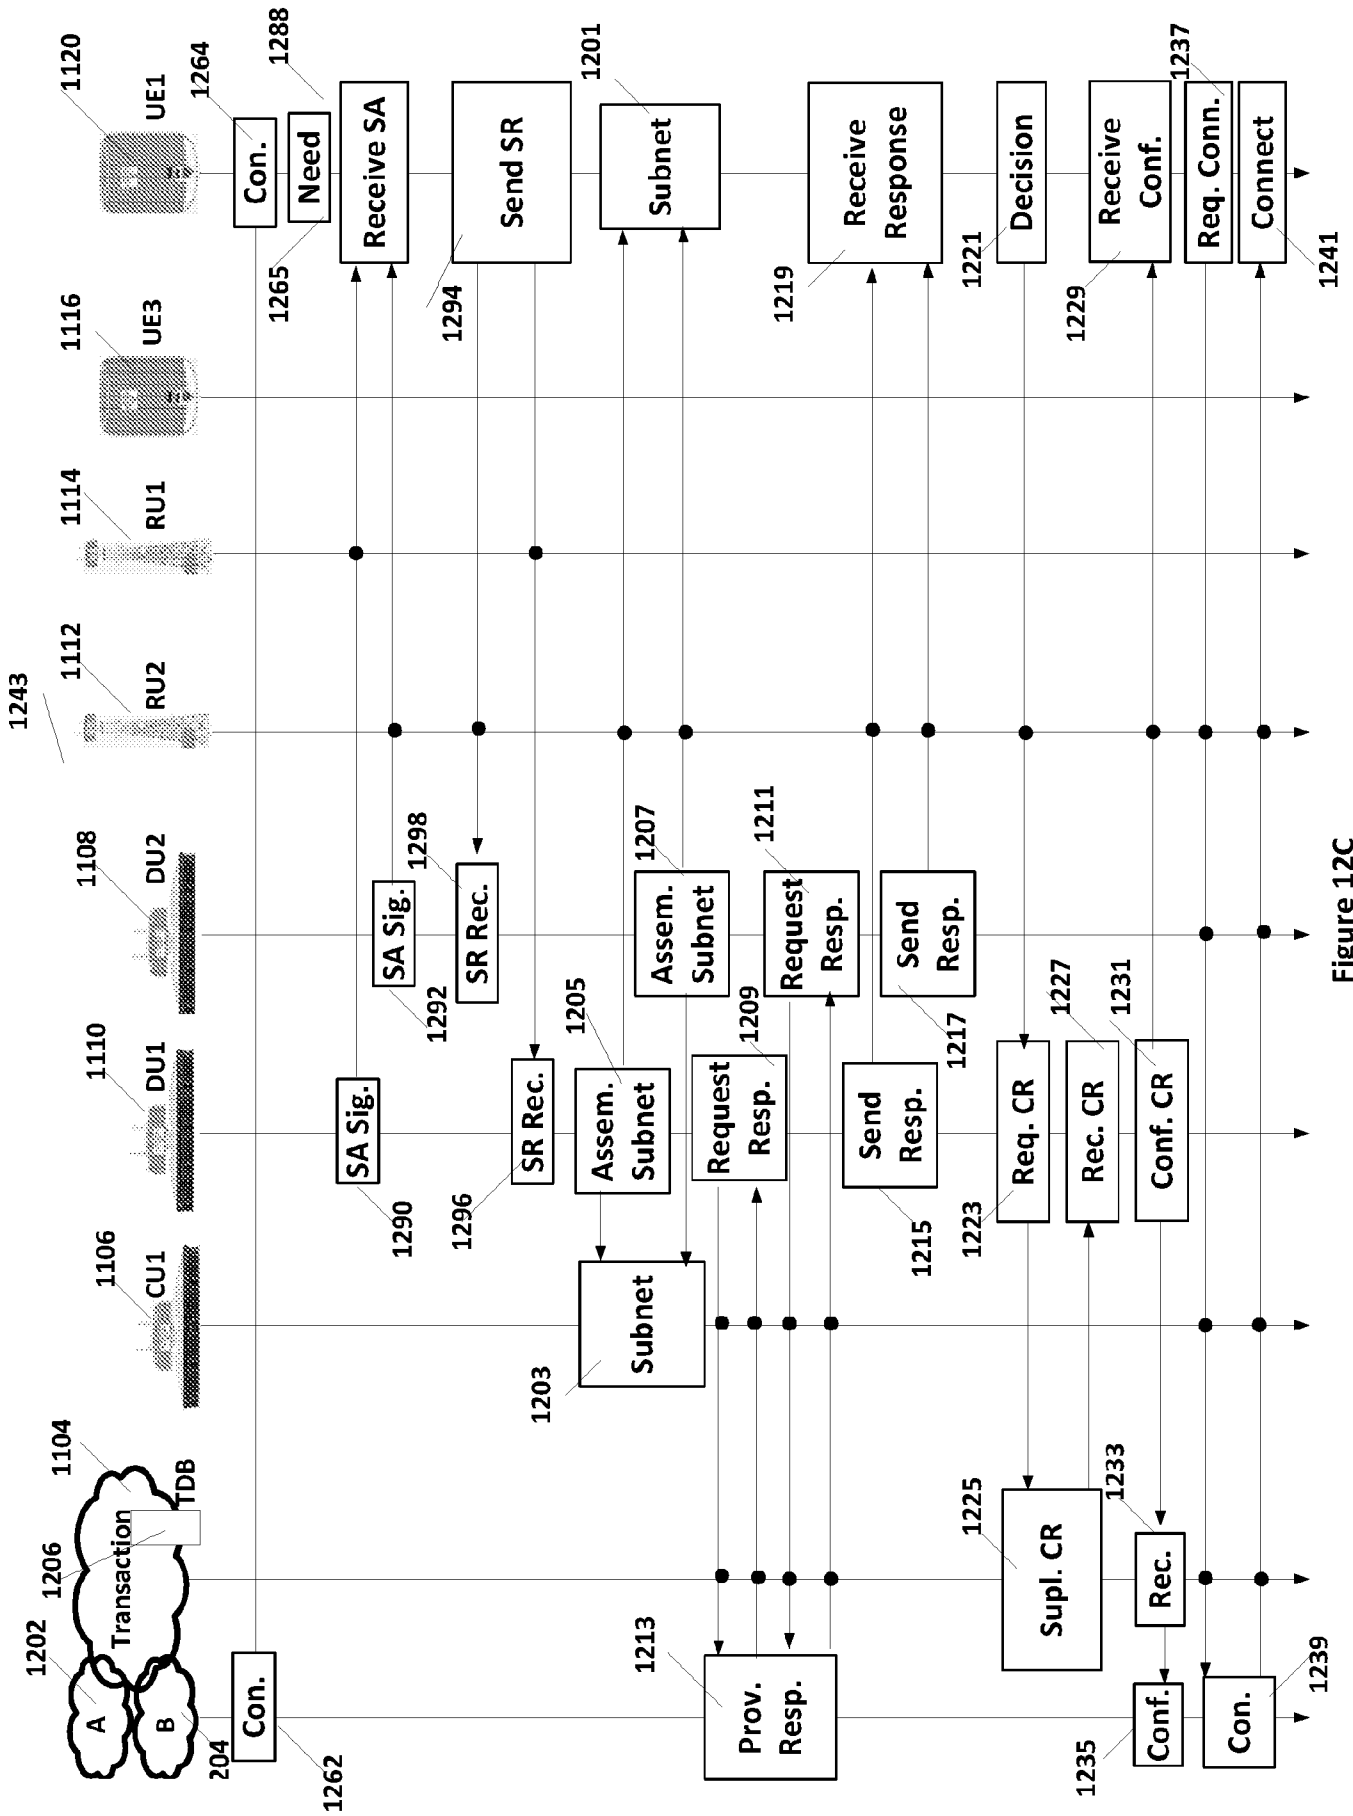 1243
1202
A
204
B
1206
Transaction
TDB
1104
1106
CU1
1110
DU1
1108
DU2
1112
RU2
1114
RU1
1116
UE3
1120
UE1
1262
Con.
Con.
1264
1265
Need
1288
1290
SA Sig.
Receive SA
1292
SA Sig.
SR Rec.
1298
1294
Send SR
1296
SR Rec.
1203
Subnet
Assem.
Subnet
1205
Assem.
Subnet
1207
Subnet
1201
1213
Prov.
Resp.
Request
Resp.
1209
Request
Resp.
1211
1215
Send
Resp.
1217
Send
Resp.
1219
Receive
Response
1221
Decision
1223
Req. CR
1225
Supl. CR
Rec. CR
1227
1229
Receive
Conf.
Conf. CR
1231
Rec.
1233
1235
Conf.
Req. Conn.
1237
Con.
1239
Connect
1241
Figure 12C